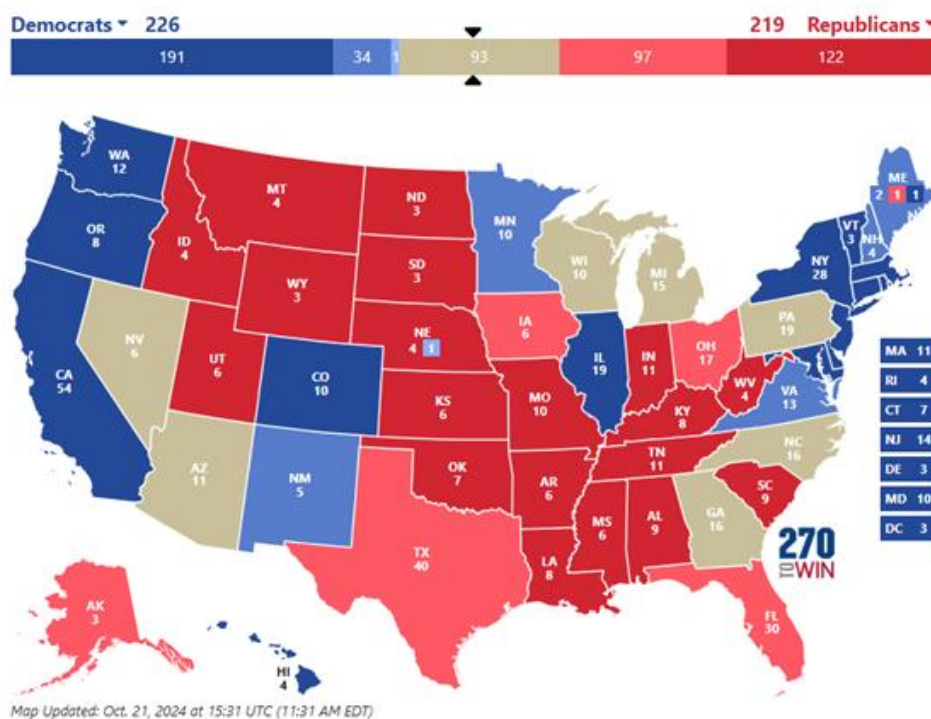 Democrats 226
219 Republicans
191 34 1 93 97 122
WA
12
OR
8
CA
54
NV
6
ID
4
MT
4
WY
3
UT
6
AZ
11
CO
10
NM
5
ND
3
SD
3
NE
4 1
KS
6
OK
7
TX
40
MN
10
IA
6
MO
10
AR
6
LA
8
WI
10
IL
19
MI
15
IN
11
OH
17
KY
8
TN
11
MS
6
AL
9
GA
16
FL
30
SC
9
NC
16
VA
13
WV
4
PA
19
NY
28
VT
3
NH
4
ME
2 1 1
MA 11
RI 4
CT 7
NJ 14
DE 3
MD 10
DC 3
AK
3
HI
4
270
TO WIN
Map Updated: Oct. 21, 2024 at 15:31 UTC (11:31 AM EDT)